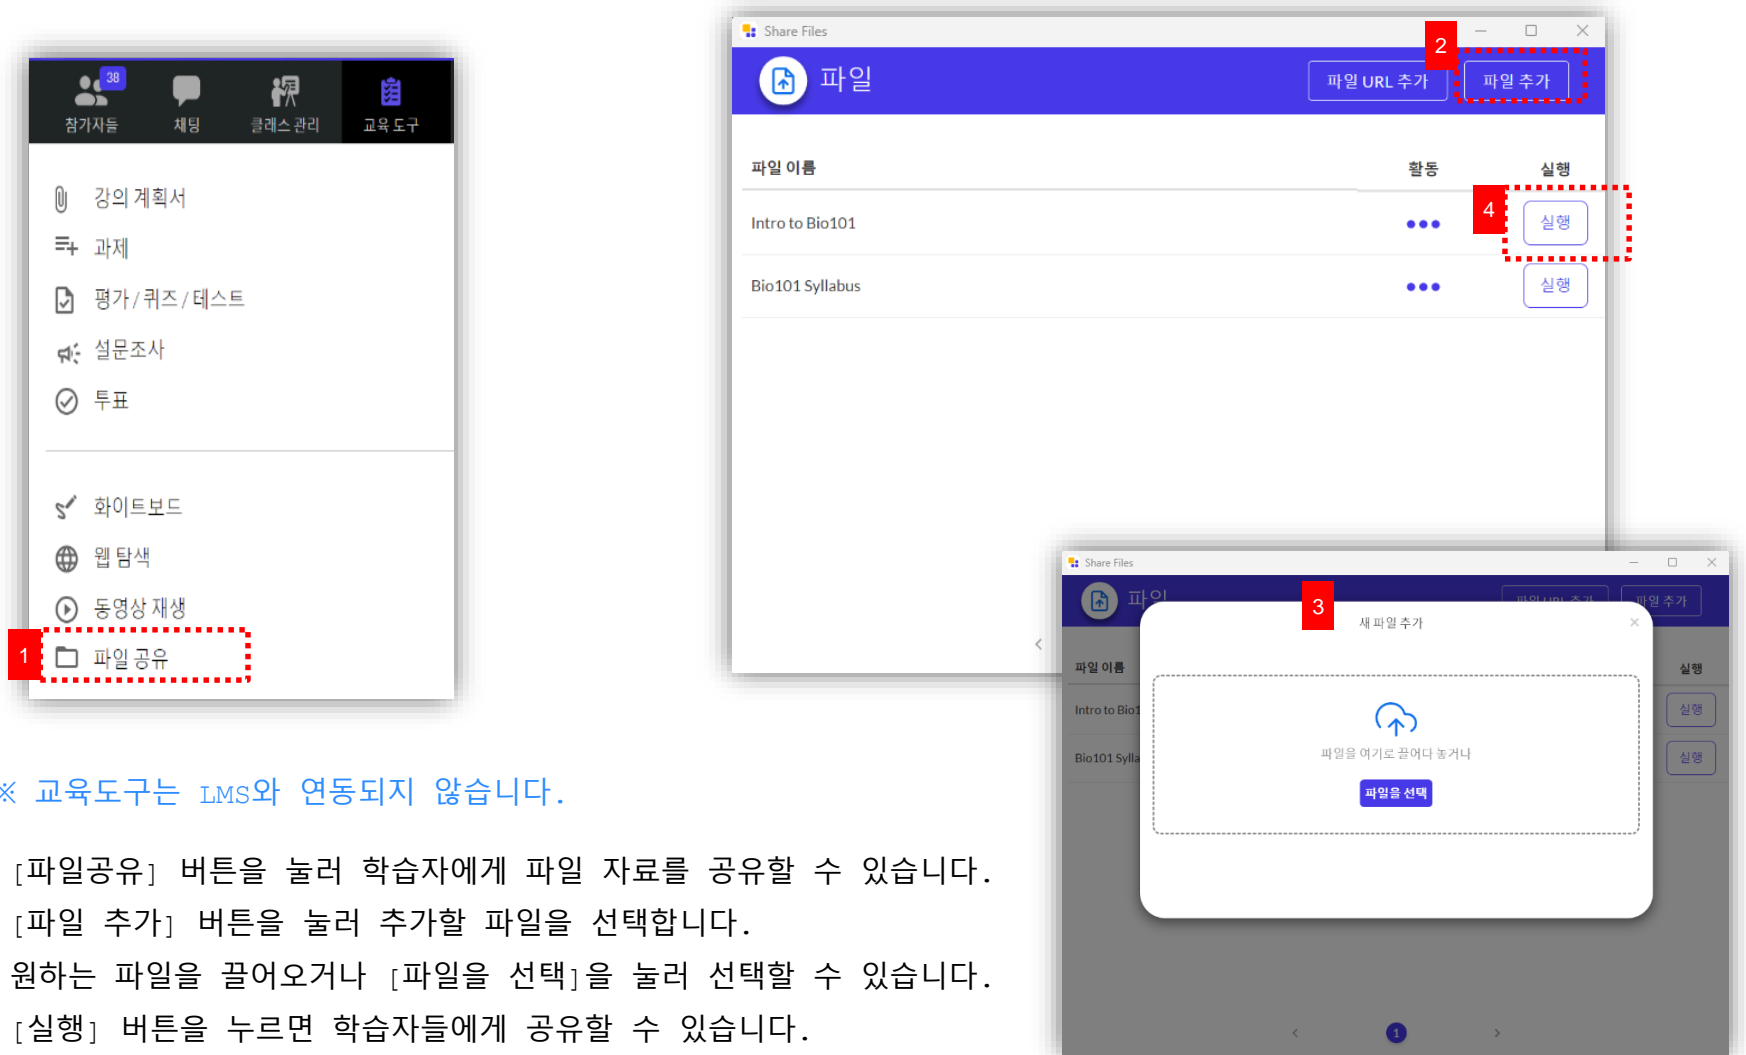 38
참가자들 채팅 클래스 관리 교육 도구
강의 계획서
과제
평가 / 퀴즈 / 테스트
설문조사
투표
화이트보드
웹 탐색
동영상 재생
1 파일 공유
Share Files
2
파일 파일 URL 추가 파일 추가
파일 이름 활동 실행
Intro to Bio101 4 실행
Bio101 Syllabus 실행
Share Files
파일 파일 URL 추가 파일 추가
3
새 파일 추가
파일 이름 실행
Intro to Bio1 실행
파일을 여기로 끌어다 놓거나
Bio101 Sylla 실행
파일을 선택
1
※ 교육도구는 LMS와 연동되지 않습니다.
[파일공유] 버튼을 눌러 학습자에게 파일 자료를 공유할 수 있습니다.
[파일 추가] 버튼을 눌러 추가할 파일을 선택합니다.
원하는 파일을 끌어오거나 [파일을 선택]을 눌러 선택할 수 있습니다.
[실행] 버튼을 누르면 학습자들에게 공유할 수 있습니다.